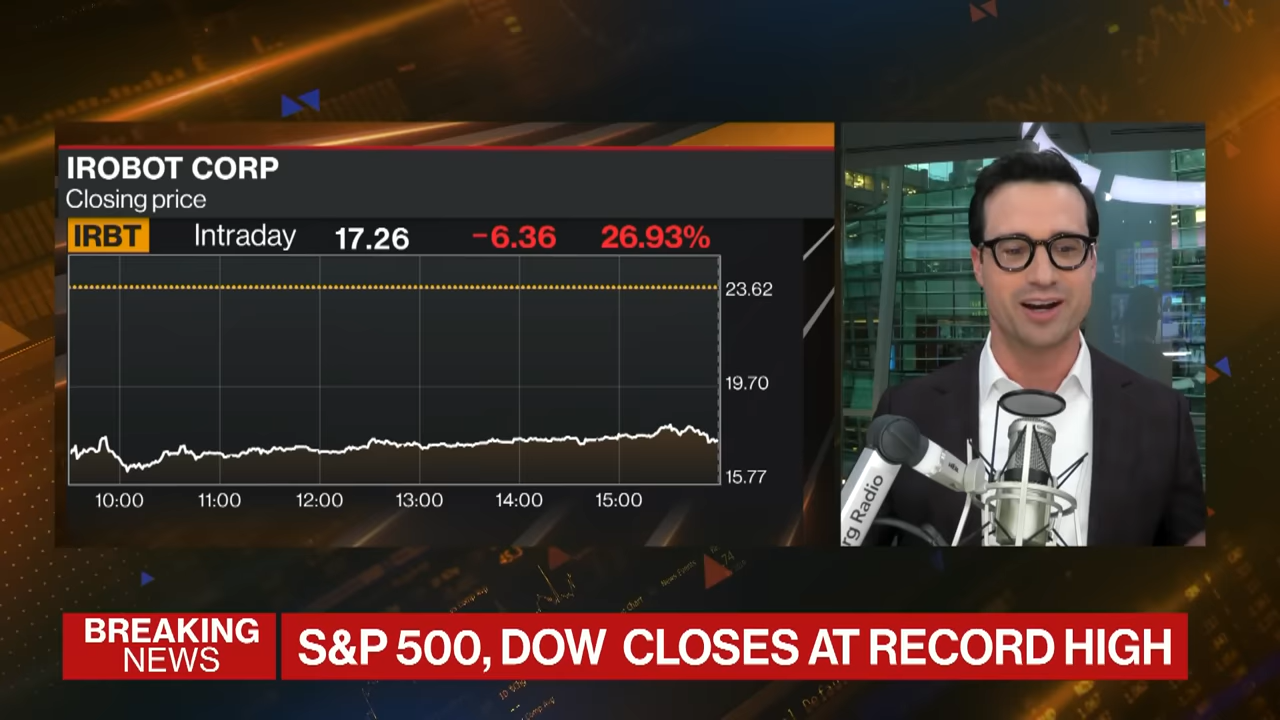 IROBOT CORP
Closing price
IRBT Intraday 17.26 -6.36 26.93%
23.62
19.70
15.77
10:00 11:00 12:00 13:00 14:00 15:00
rg Radio
BREAKING
NEWS
S&P 500, DOW CLOSES AT RECORD HIGH